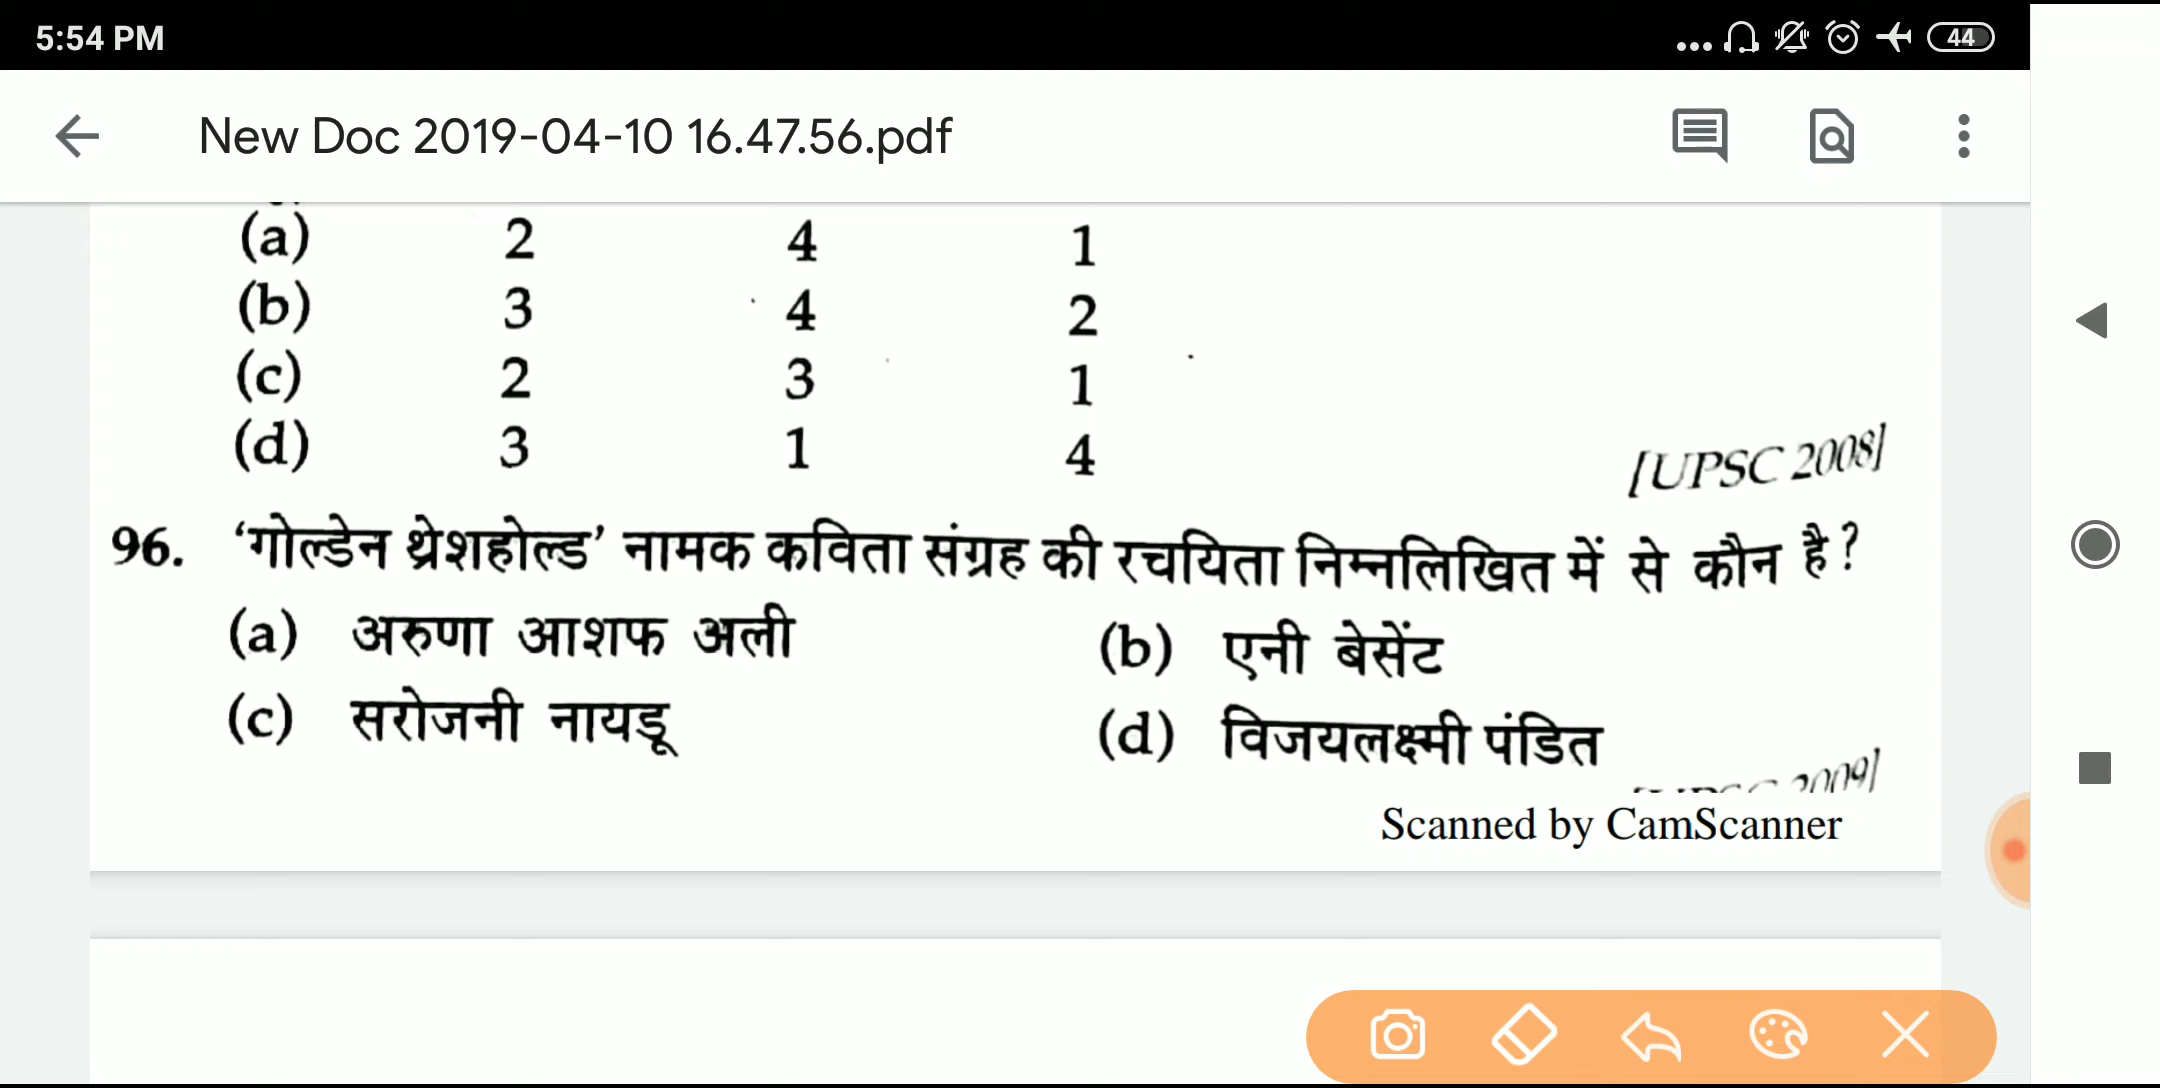 5:54 PM
44
New Doc 2019-04-10 16.47.56.pdf
(a) 2 4 1
(b) 3 4 2
(c) 2 3 1
(d) 3 1 4
[UPSC 2008]
96. ‘गोल्डेन थ्रेशहोल्ड’ नामक कविता संग्रह की रचयिता निम्नलिखित में से कौन है?
(a) अरुणा आशफ अली (b) एनी बेसेंट
(c) सरोजनी नायडू (d) विजयलक्ष्मी पंडित
2009]
Scanned by CamScanner